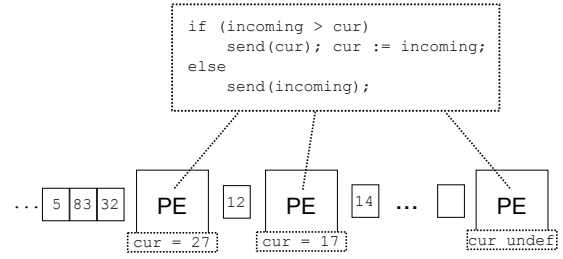 if (incoming > cur)
send(cur); cur := incoming;
else
send(incoming);
... 5 83 32 PE 12 PE 14 ... PE
cur = 27 cur = 17 cur undef